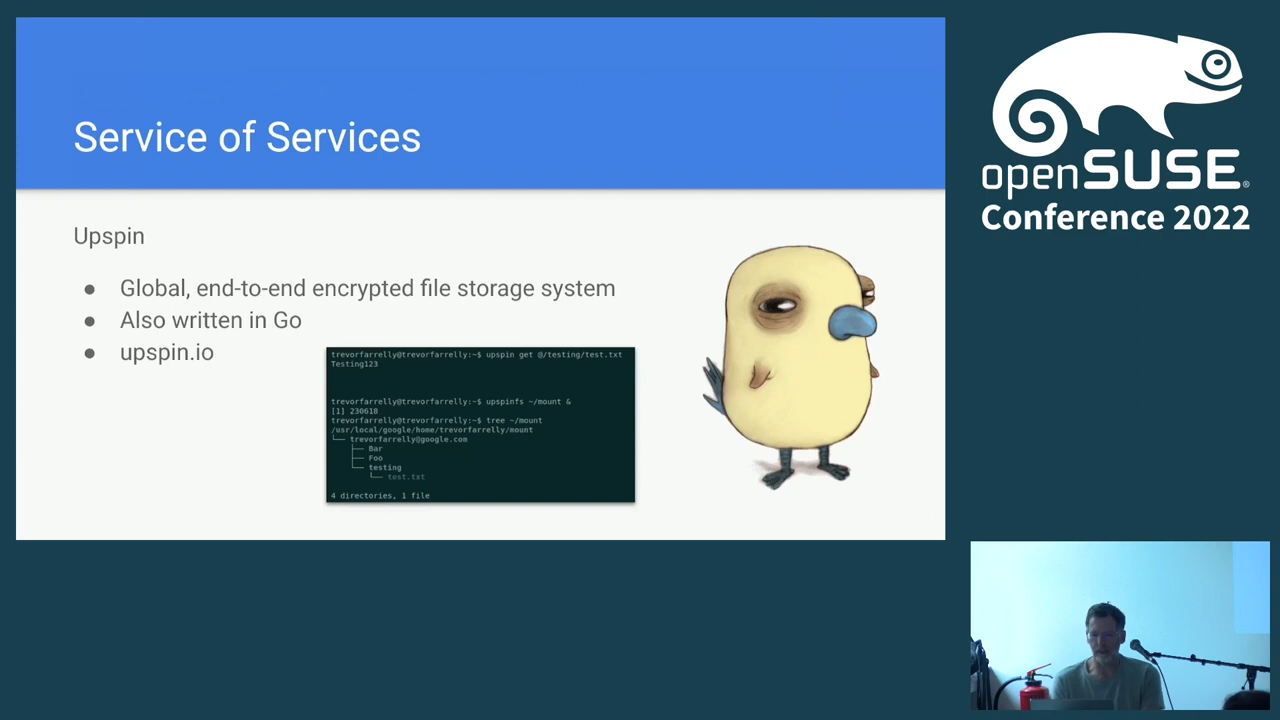 Service of Services
Upspin
● Global, end-to-end encrypted file storage system
● Also written in Go
● upspin.io
trevorfarrelly@trevorfarrelly:~$ upspin get @/testing/test.txt
Testing123
trevorfarrelly@trevorfarrelly:~$ upspinfs ~/mount &
[1] 230618
trevorfarrelly@trevorfarrelly:~$ tree ~/mount
/usr/local/google/home/trevorfarrelly/mount
└── trevorfarrelly@google.com
├── Bar
├── Foo
└── testing
└── test.txt
4 directories, 1 file
openSUSE®
Conference 2022